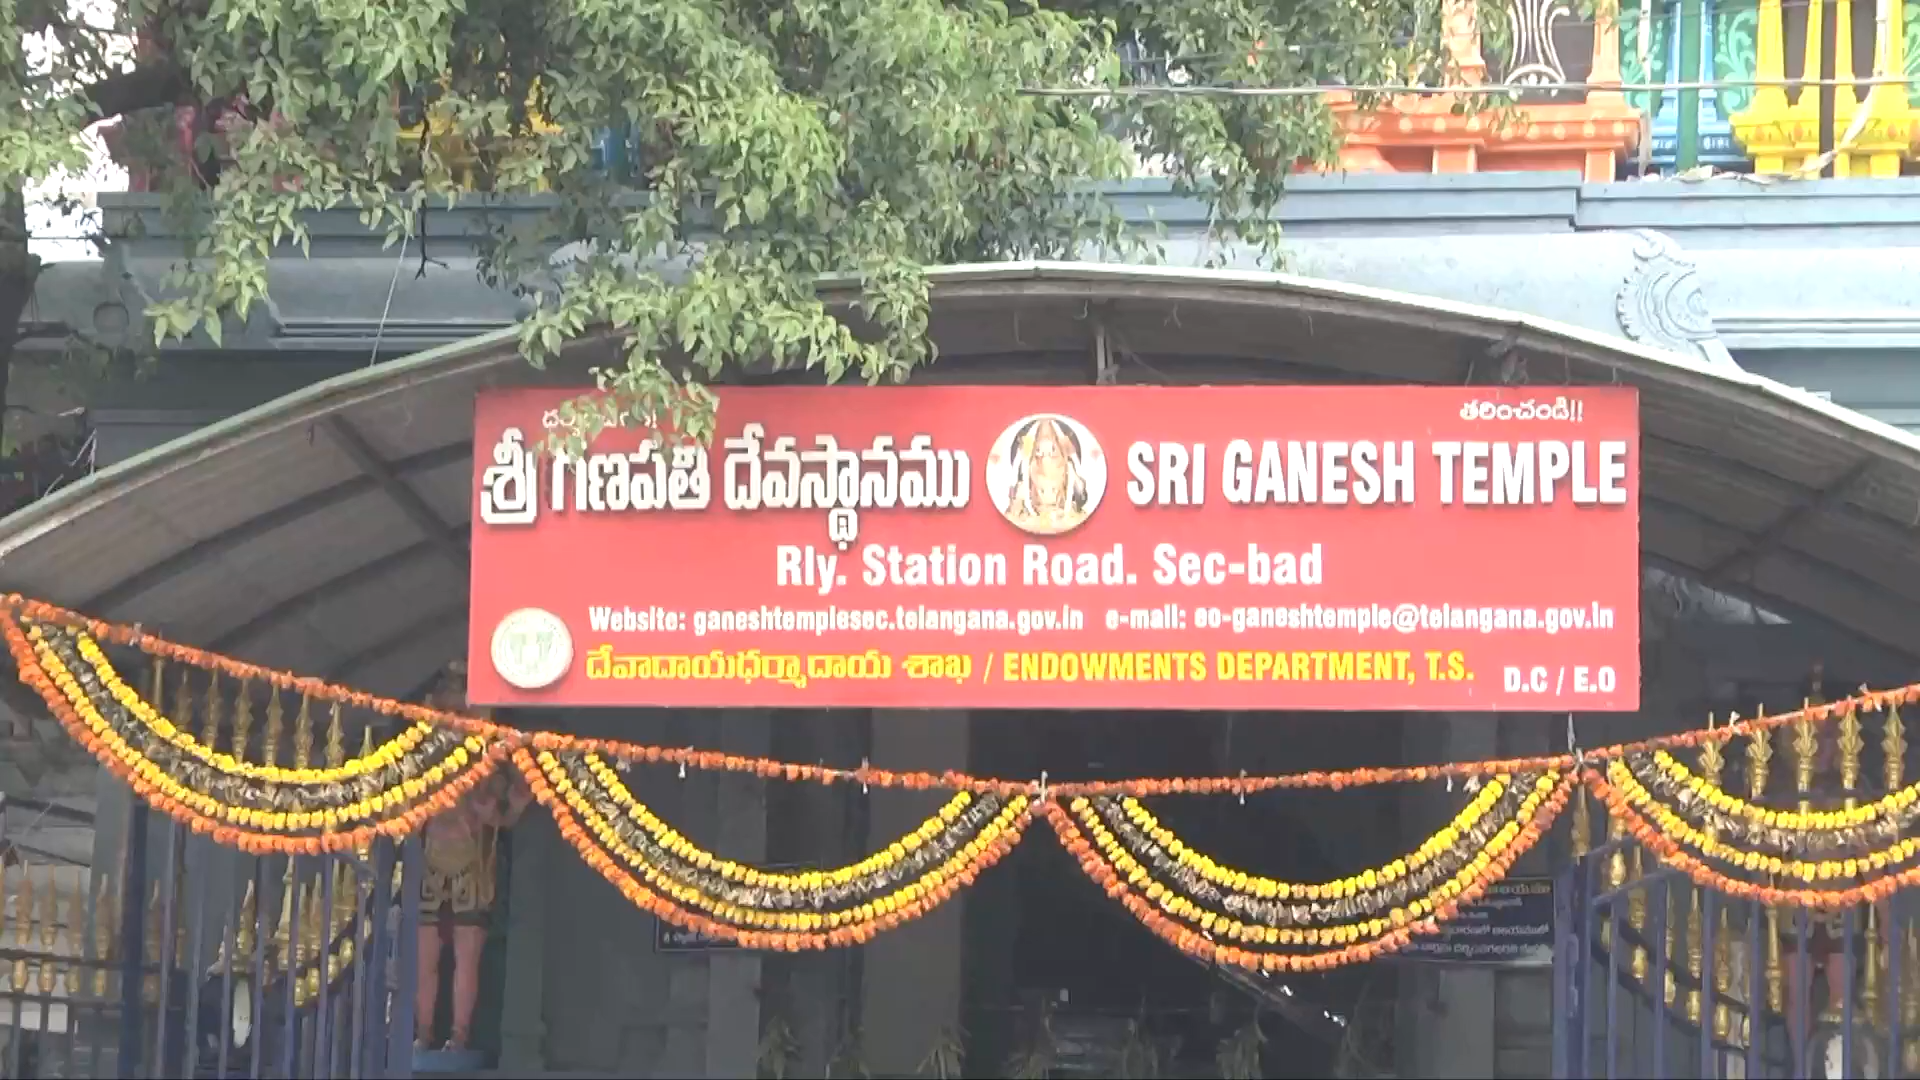 తరించండి!!
శ్రీ గణపతి దేవస్థానము SRI GANESH TEMPLE
Rly. Station Road. Sec-bad
Website: ganeshtemplesec.telangana.gov.in e-mail: eo-ganeshtemple@telangana.gov.in
దేవాదాయధర్మాదాయ శాఖ / ENDOWMENTS DEPARTMENT, T.S. D.C / E.O